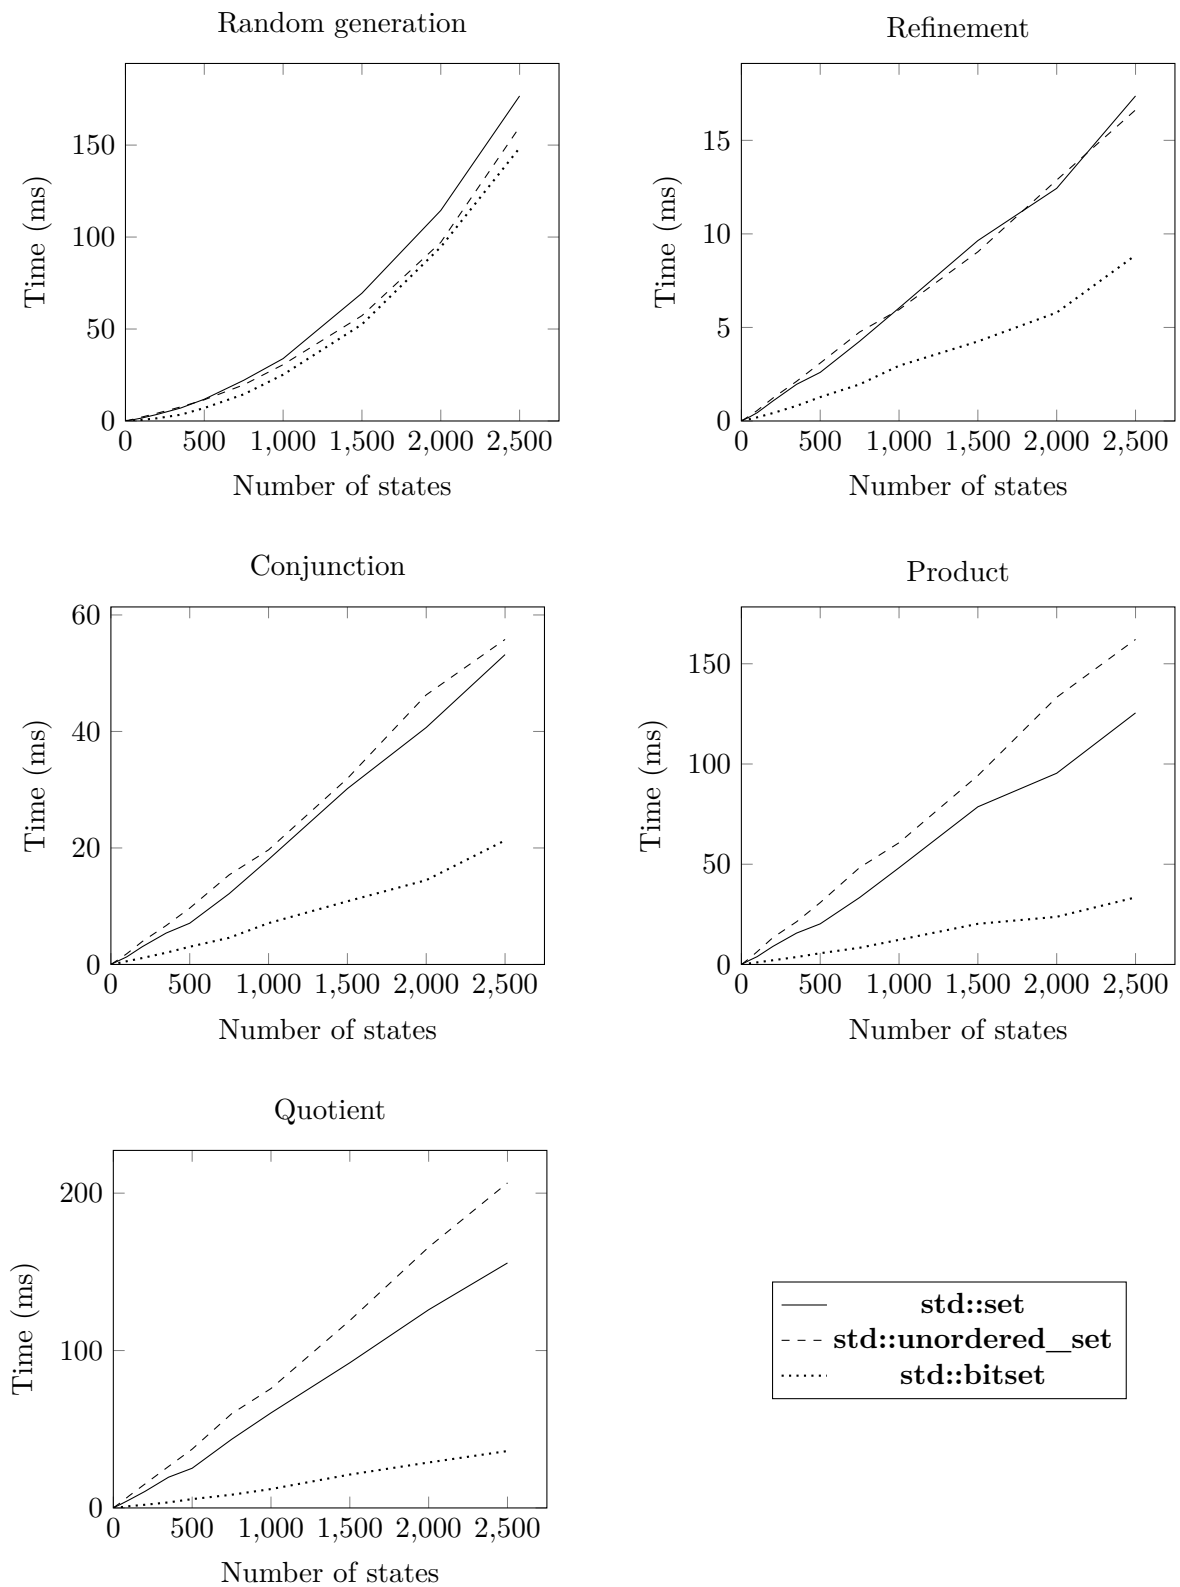 Random generation
150
100
50
0
0 500 1,000 1,500 2,000 2,500
Time (ms)
Number of states
Refinement
15
10
5
0
0 500 1,000 1,500 2,000 2,500
Time (ms)
Number of states
Conjunction
60
40
20
0
0 500 1,000 1,500 2,000 2,500
Time (ms)
Number of states
Product
150
100
50
0
0 500 1,000 1,500 2,000 2,500
Time (ms)
Number of states
Quotient
200
100
0
0 500 1,000 1,500 2,000 2,500
Time (ms)
Number of states
std::set
std::unordered_set
std::bitset